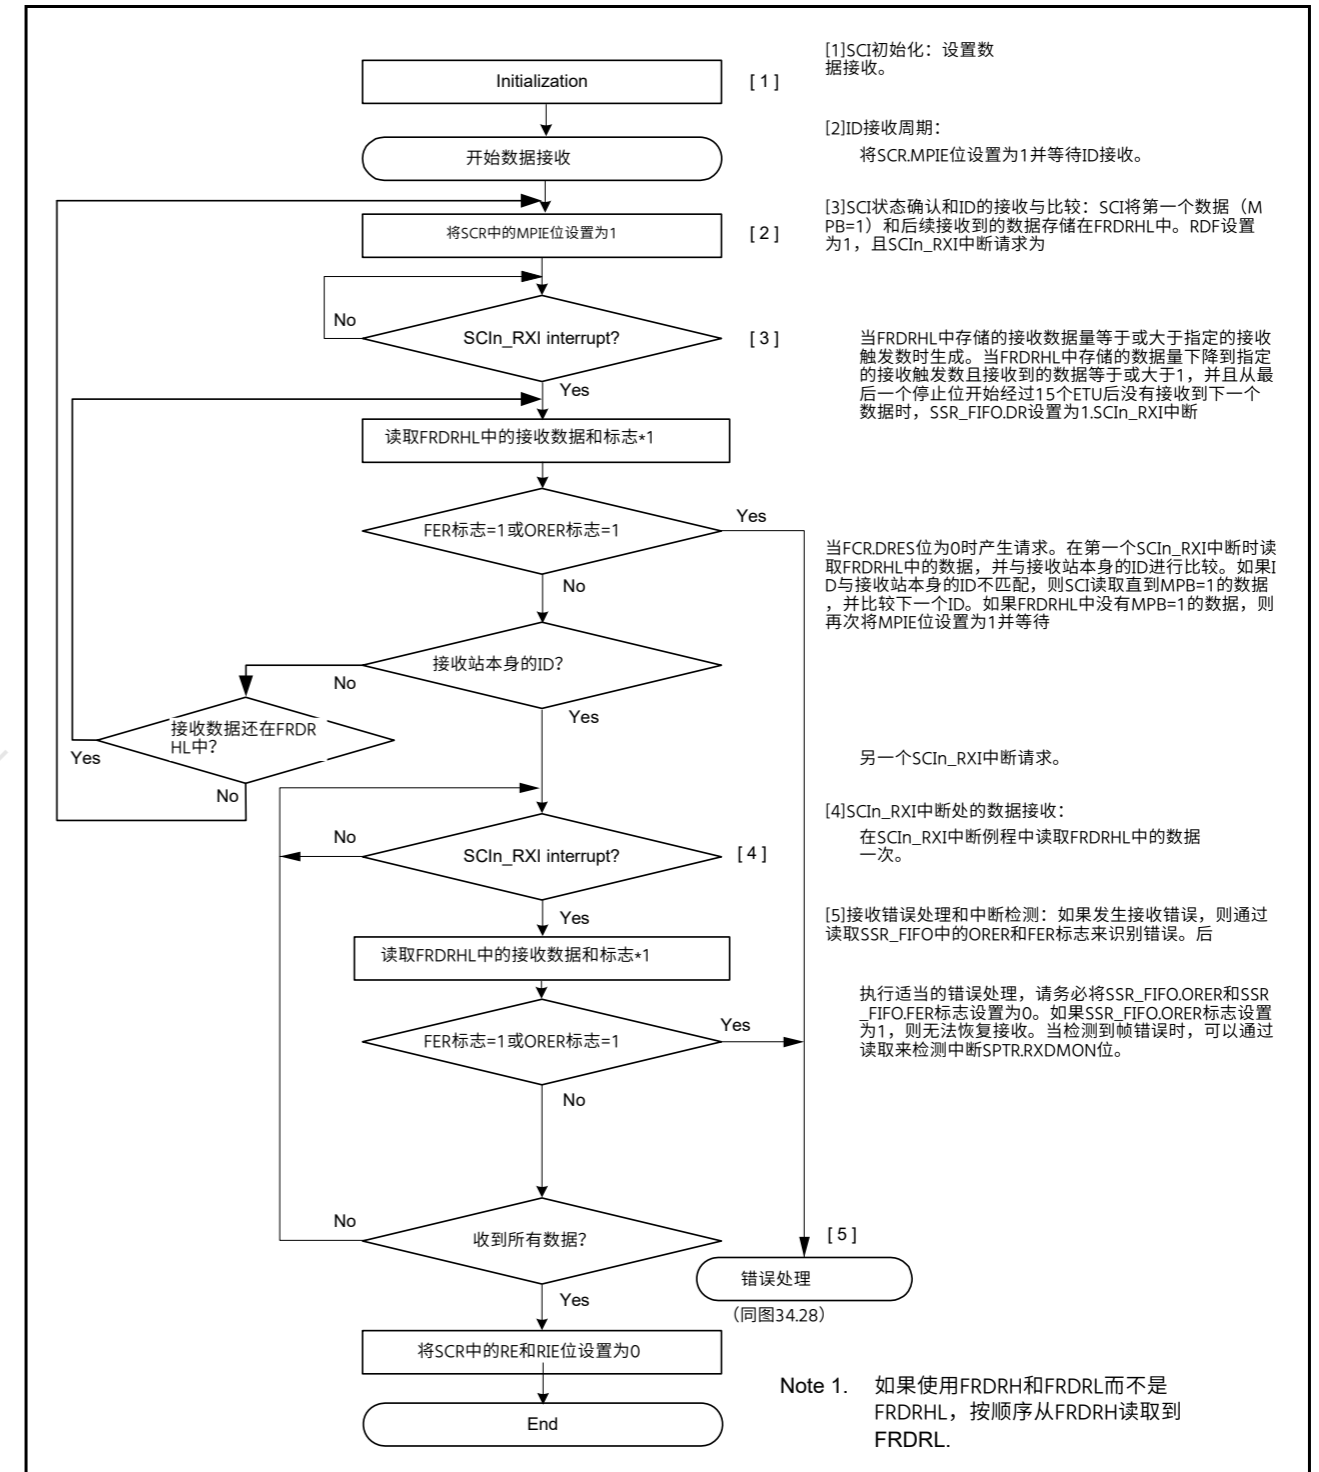 Initialization
[ 1 ]
开始数据接收
将SCR中的MPIE位设置为1
[ 2 ]
No
SCIn_RXI interrupt?
[ 3 ]
Yes
读取FRDRHL中的接收数据和标志*1
FER标志=1或ORER标志=1
Yes
No
接收站本身的ID？
No
Yes
接收数据还在FRDR
HL中？
Yes
No
No
SCIn_RXI interrupt?
[ 4 ]
Yes
读取FRDRHL中的接收数据和标志*1
FER标志=1或ORER标志=1
Yes
No
No
收到所有数据？
Yes
[ 5 ]
错误处理
（同图34.28）
将SCR中的RE和RIE位设置为0
End
[1]SCI初始化：设置数
据接收。
[2]ID接收周期：
将SCR.MPIE位设置为1并等待ID接收。
[3]SCI状态确认和ID的接收与比较：SCI将第一个数据（M
PB=1）和后续接收到的数据存储在FRDRHL中。RDF设置
为1，且SCIn_RXI中断请求为
当FRDRHL中存储的接收数据量等于或大于指定的接收
触发数时生成。当FRDRHL中存储的数据量下降到指定
的接收触发数且接收到的数据等于或大于1，并且从最
后一个停止位开始经过15个ETU后没有接收到下一个
数据时，SSR_FIFO.DR设置为1.SCIn_RXI中断
当FCR.DRES位为0时产生请求。在第一个SCIn_RXI中断时读
取FRDRHL中的数据，并与接收站本身的ID进行比较。如果I
D与接收站本身的ID不匹配，则SCI读取直到MPB=1的数据
，并比较下一个ID。如果FRDRHL中没有MPB=1的数据，则
再次将MPIE位设置为1并等待
另一个SCIn_RXI中断请求。
[4]SCIn_RXI中断处的数据接收：
在SCIn_RXI中断例程中读取FRDRHL中的数据
一次。
[5]接收错误处理和中断检测：如果发生接收错误，则通过
读取SSR_FIFO中的ORER和FER标志来识别错误。后
执行适当的错误处理，请务必将SSR_FIFO.ORER和SSR
_FIFO.FER标志设置为0。如果SSR_FIFO.ORER标志设置
为1，则无法恢复接收。当检测到帧错误时，可以通过
读取来检测中断SPTR.RXDMON位。
Note 1. 如果使用FRDRH和FRDRL而不是
FRDRHL，按顺序从FRDRH读取到
FRDRL.